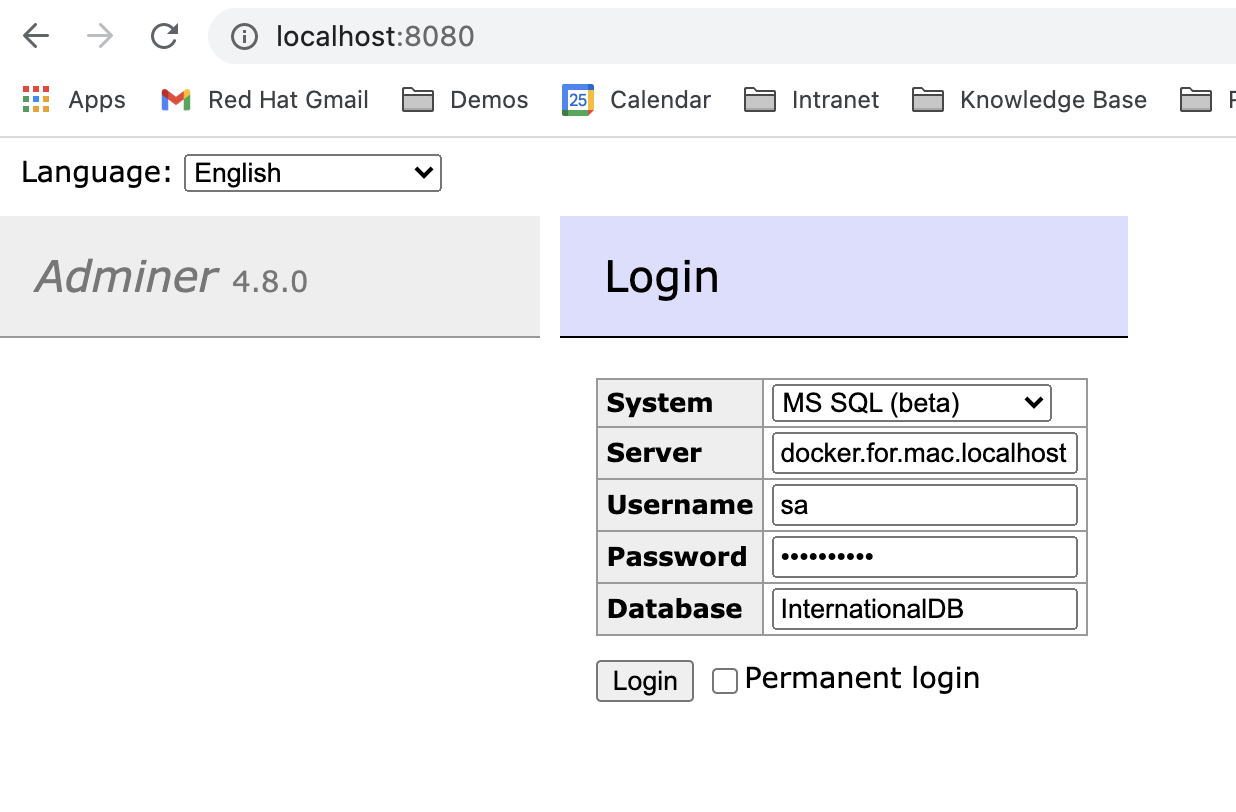 localhost:8080
Apps Red Hat Gmail Demos 25 Calendar Intranet Knowledge Base
Language: English
Adminer 4.8.0
Login
System MS SQL (beta)
Server docker.for.mac.localhost
Username sa
Password ••••••••••
Database InternationalDB
Login Permanent login